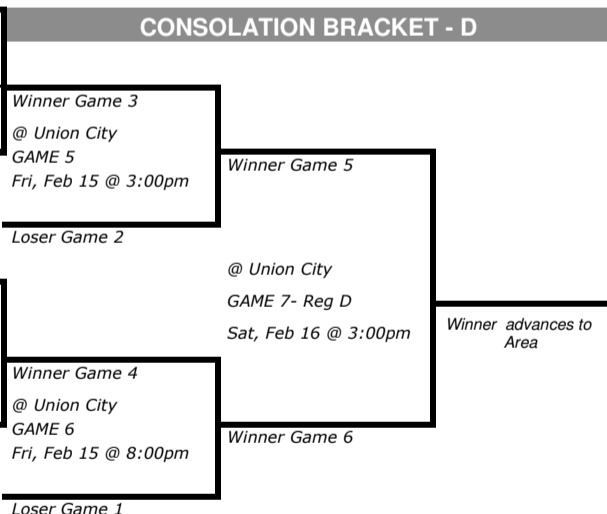 CONSOLATION BRACKET - D
Winner Game 3
@ Union City
GAME 5
Fri, Feb 15 @ 3:00pm
Loser Game 2
Winner Game 5
@ Union City
GAME 7- Reg D
Sat, Feb 16 @ 3:00pm
Winner advances to
Area
Winner Game 4
@ Union City
GAME 6
Fri, Feb 15 @ 8:00pm
Winner Game 6
Loser Game 1